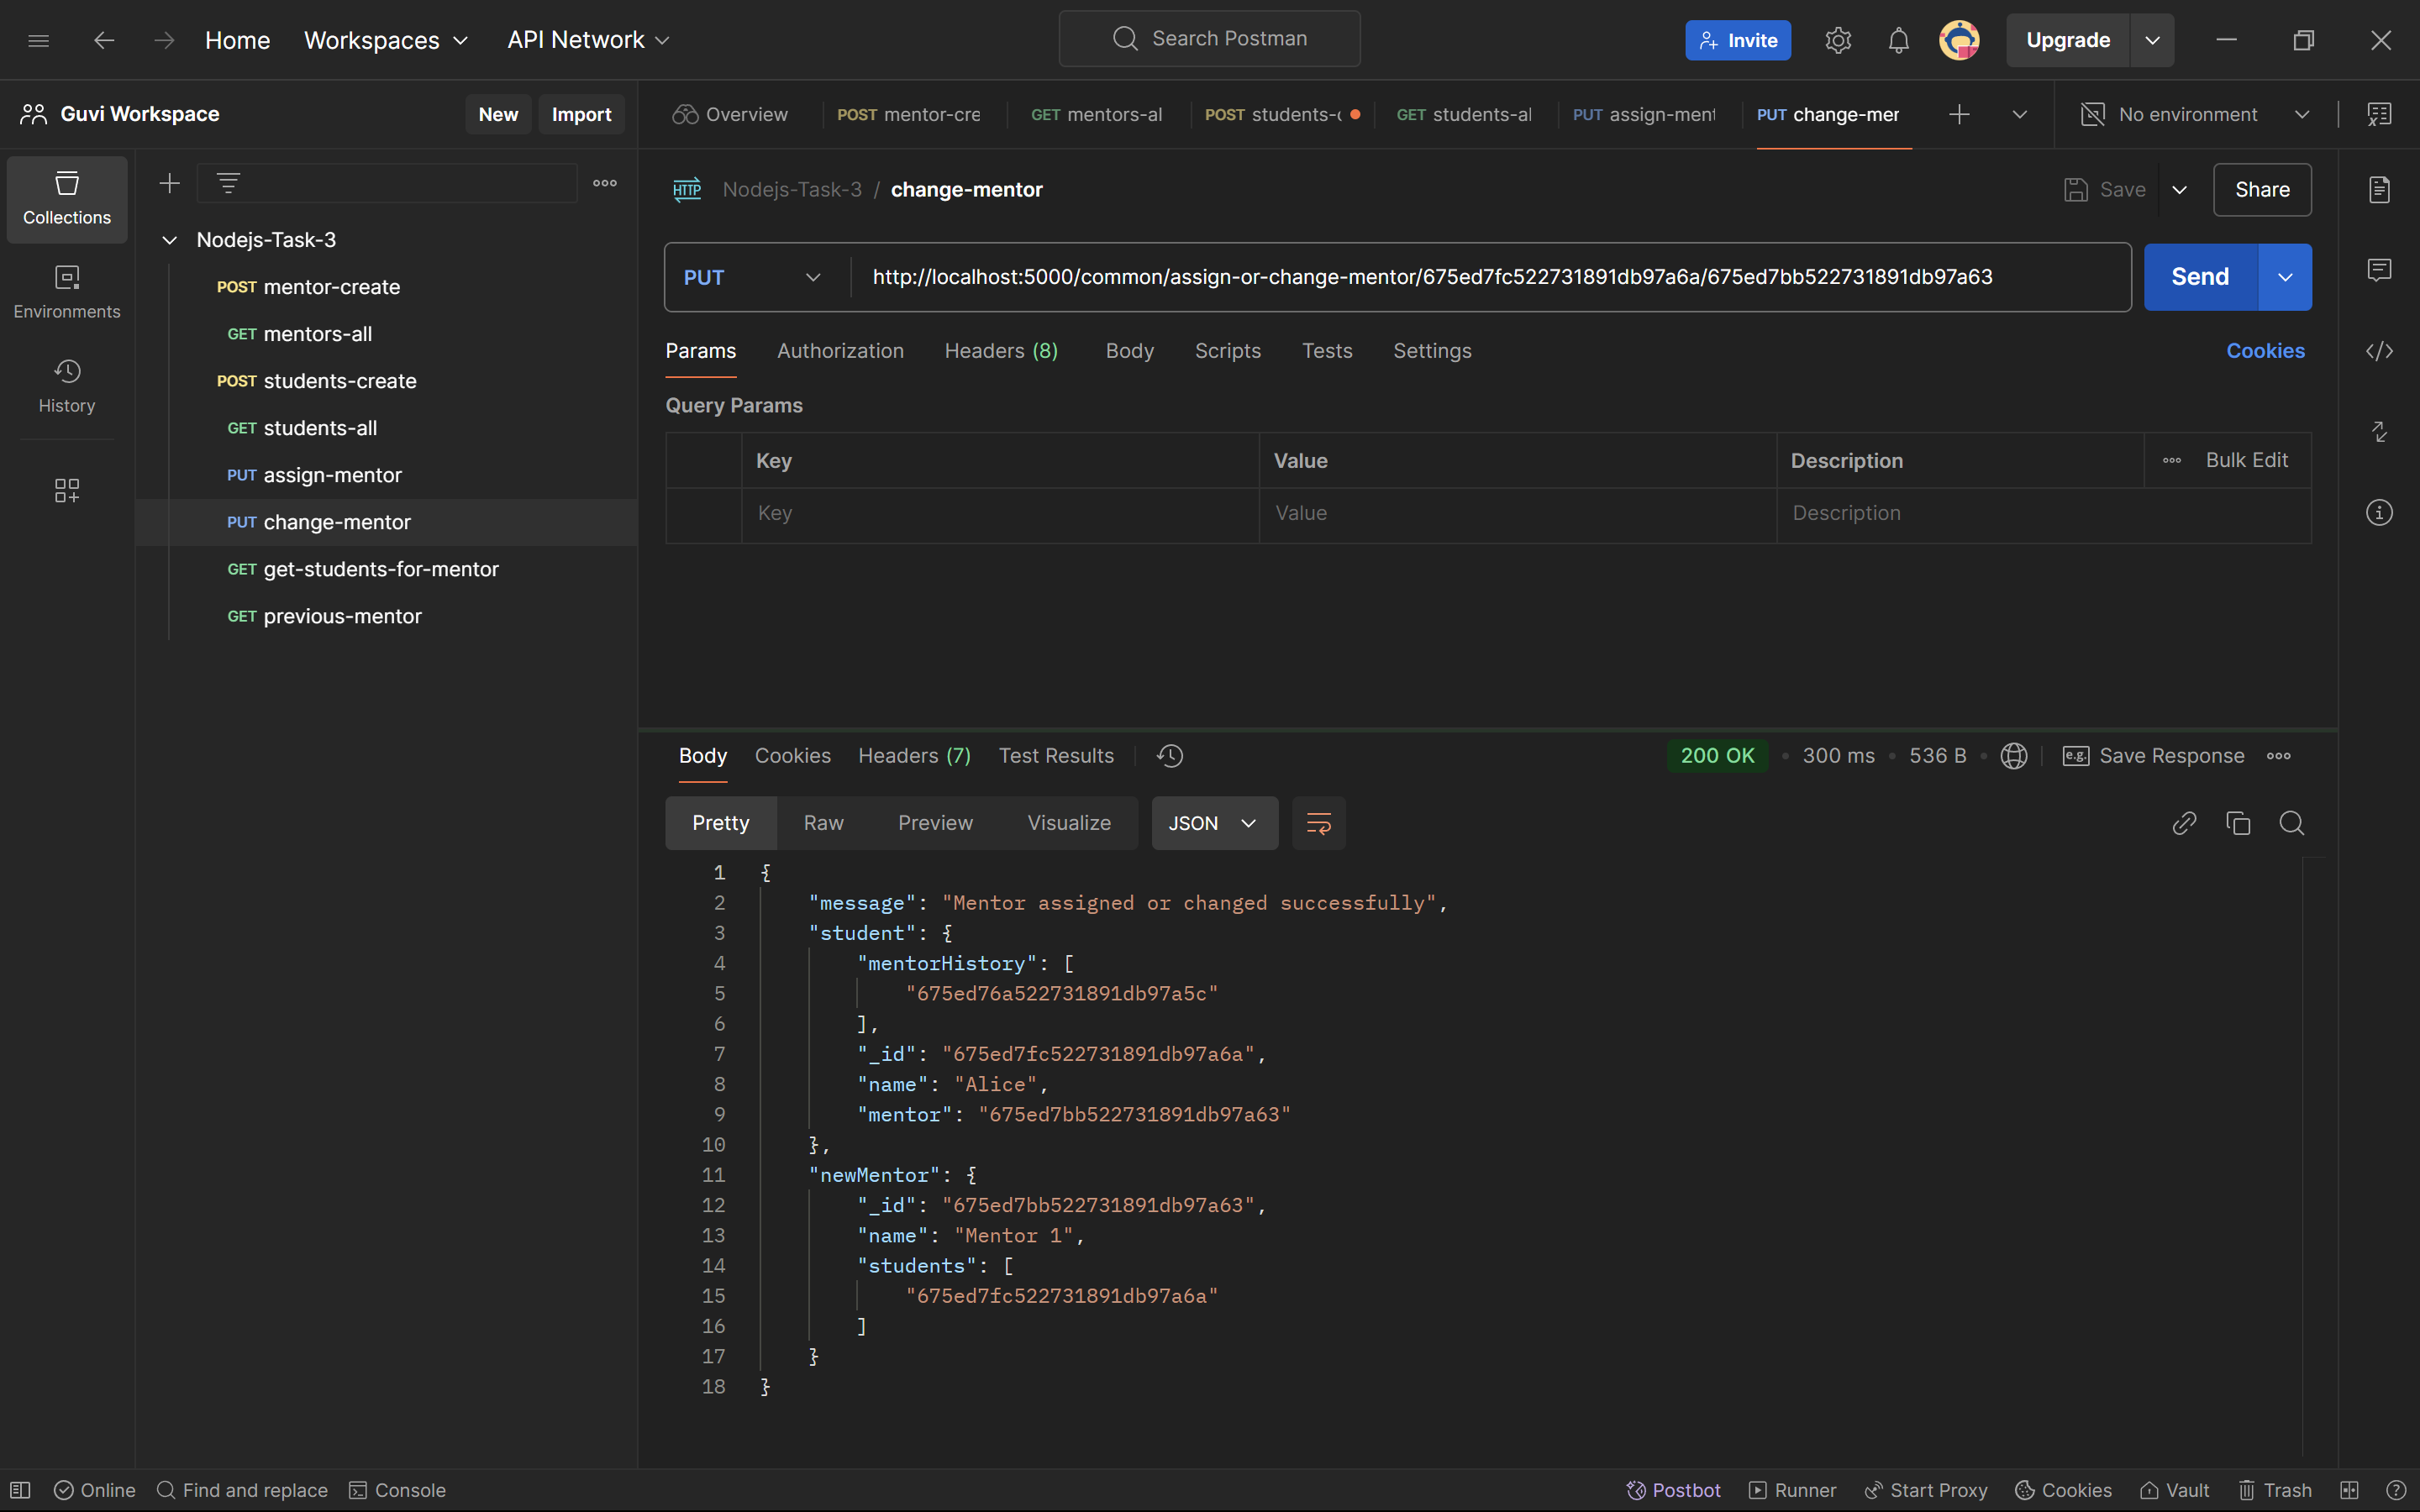 Home Workspaces API Network Search Postman Invite Upgrade
Guvi Workspace New Import
Overview POST mentor-cre GET mentors-al POST students-c GET students-al PUT assign-ment PUT change-mer No environment
Collections
Environments
History
Nodejs-Task-3
POST mentor-create
GET mentors-all
POST students-create
GET students-all
PUT assign-mentor
PUT change-mentor
GET get-students-for-mentor
GET previous-mentor
HTTP Nodejs-Task-3 / change-mentor Save Share
PUT http://localhost:5000/common/assign-or-change-mentor/675ed7fc522731891db97a6a/675ed7bb522731891db97a63 Send
Params Authorization Headers (8) Body Scripts Tests Settings Cookies
Query Params
Key Value Description Bulk Edit
Key Value Description
Body Cookies Headers (7) Test Results 200 OK 300 ms 536 B e.g. Save Response
Pretty Raw Preview Visualize JSON
1 {
2 "message": "Mentor assigned or changed successfully",
3 "student": {
4 "mentorHistory": [
5 "675ed76a522731891db97a5c"
6 ],
7 "_id": "675ed7fc522731891db97a6a",
8 "name": "Alice",
9 "mentor": "675ed7bb522731891db97a63"
10 },
11 "newMentor": {
12 "_id": "675ed7bb522731891db97a63",
13 "name": "Mentor 1",
14 "students": [
15 "675ed7fc522731891db97a6a"
16 ]
17 }
18 }
Online Find and replace Console Postbot Runner Start Proxy Cookies Vault Trash